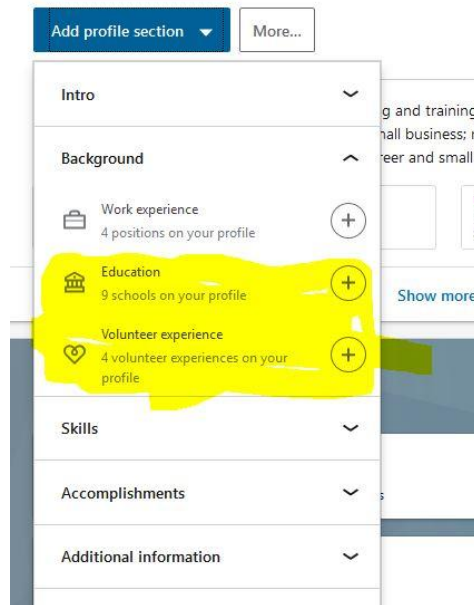 Add profile section More...
Intro
g and training
nall business; r
reer and small
Background
Work experience
4 positions on your profile
Education
9 schools on your profile
Show more
Volunteer experience
4 volunteer experiences on your
profile
Skills
Accomplishments
s
Additional information